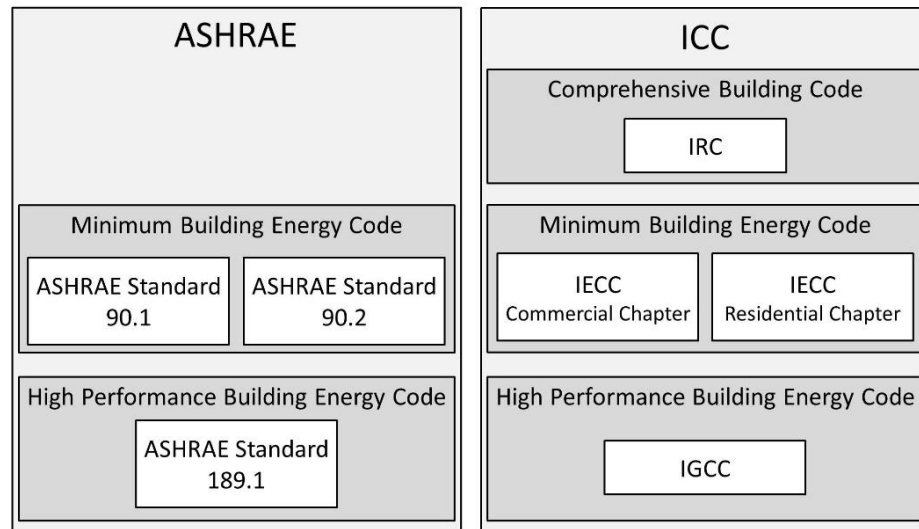 ASHRAE
Minimum Building Energy Code
ASHRAE Standard
90.1
ASHRAE Standard
90.2
High Performance Building Energy Code
ASHRAE Standard
189.1
ICC
Comprehensive Building Code
IRC
Minimum Building Energy Code
IECC
Commercial Chapter
IECC
Residential Chapter
High Performance Building Energy Code
IGCC